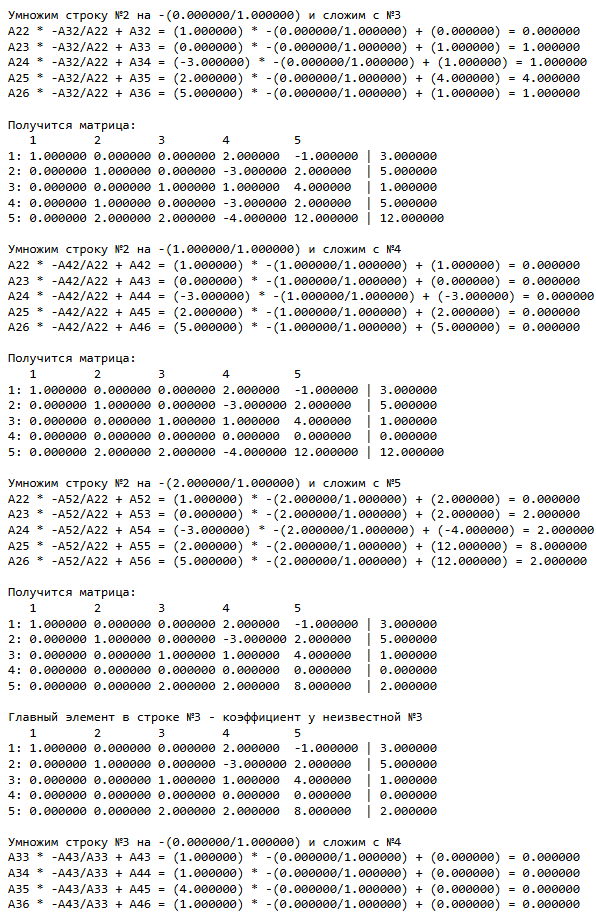 Умножим строку №2 на -(0.000000/1.000000) и сложим с №3
A22 * -A32/A22 + A32 = (1.000000) * -(0.000000/1.000000) + (0.000000) = 0.000000
A23 * -A32/A22 + A33 = (0.000000) * -(0.000000/1.000000) + (1.000000) = 1.000000
A24 * -A32/A22 + A34 = (-3.000000) * -(0.000000/1.000000) + (1.000000) = 1.000000
A25 * -A32/A22 + A35 = (2.000000) * -(0.000000/1.000000) + (4.000000) = 4.000000
A26 * -A32/A22 + A36 = (5.000000) * -(0.000000/1.000000) + (1.000000) = 1.000000
Получится матрица:
1 2 3 4 5
1: 1.000000 0.000000 0.000000 2.000000 -1.000000 | 3.000000
2: 0.000000 1.000000 0.000000 -3.000000 2.000000 | 5.000000
3: 0.000000 0.000000 1.000000 1.000000 4.000000 | 1.000000
4: 0.000000 1.000000 0.000000 -3.000000 2.000000 | 5.000000
5: 0.000000 2.000000 2.000000 -4.000000 12.000000 | 12.000000
Умножим строку №2 на -(1.000000/1.000000) и сложим с №4
A22 * -A42/A22 + A42 = (1.000000) * -(1.000000/1.000000) + (1.000000) = 0.000000
A23 * -A42/A22 + A43 = (0.000000) * -(1.000000/1.000000) + (0.000000) = 0.000000
A24 * -A42/A22 + A44 = (-3.000000) * -(1.000000/1.000000) + (-3.000000) = 0.000000
A25 * -A42/A22 + A45 = (2.000000) * -(1.000000/1.000000) + (2.000000) = 0.000000
A26 * -A42/A22 + A46 = (5.000000) * -(1.000000/1.000000) + (5.000000) = 0.000000
Получится матрица:
1 2 3 4 5
1: 1.000000 0.000000 0.000000 2.000000 -1.000000 | 3.000000
2: 0.000000 1.000000 0.000000 -3.000000 2.000000 | 5.000000
3: 0.000000 0.000000 1.000000 1.000000 4.000000 | 1.000000
4: 0.000000 0.000000 0.000000 0.000000 0.000000 | 0.000000
5: 0.000000 2.000000 2.000000 -4.000000 12.000000 | 12.000000
Умножим строку №2 на -(2.000000/1.000000) и сложим с №5
A22 * -A52/A22 + A52 = (1.000000) * -(2.000000/1.000000) + (2.000000) = 0.000000
A23 * -A52/A22 + A53 = (0.000000) * -(2.000000/1.000000) + (2.000000) = 2.000000
A24 * -A52/A22 + A54 = (-3.000000) * -(2.000000/1.000000) + (-4.000000) = 2.000000
A25 * -A52/A22 + A55 = (2.000000) * -(2.000000/1.000000) + (12.000000) = 8.000000
A26 * -A52/A22 + A56 = (5.000000) * -(2.000000/1.000000) + (12.000000) = 2.000000
Получится матрица:
1 2 3 4 5
1: 1.000000 0.000000 0.000000 2.000000 -1.000000 | 3.000000
2: 0.000000 1.000000 0.000000 -3.000000 2.000000 | 5.000000
3: 0.000000 0.000000 1.000000 1.000000 4.000000 | 1.000000
4: 0.000000 0.000000 0.000000 0.000000 0.000000 | 0.000000
5: 0.000000 0.000000 2.000000 2.000000 8.000000 | 2.000000
Главный элемент в строке №3 - коэффициент у неизвестной №3
1 2 3 4 5
1: 1.000000 0.000000 0.000000 2.000000 -1.000000 | 3.000000
2: 0.000000 1.000000 0.000000 -3.000000 2.000000 | 5.000000
3: 0.000000 0.000000 1.000000 1.000000 4.000000 | 1.000000
4: 0.000000 0.000000 0.000000 0.000000 0.000000 | 0.000000
5: 0.000000 0.000000 2.000000 2.000000 8.000000 | 2.000000
Умножим строку №3 на -(0.000000/1.000000) и сложим с №4
A33 * -A43/A33 + A43 = (1.000000) * -(0.000000/1.000000) + (0.000000) = 0.000000
A34 * -A43/A33 + A44 = (1.000000) * -(0.000000/1.000000) + (0.000000) = 0.000000
A35 * -A43/A33 + A45 = (4.000000) * -(0.000000/1.000000) + (0.000000) = 0.000000
A36 * -A43/A33 + A46 = (1.000000) * -(0.000000/1.000000) + (0.000000) = 0.000000